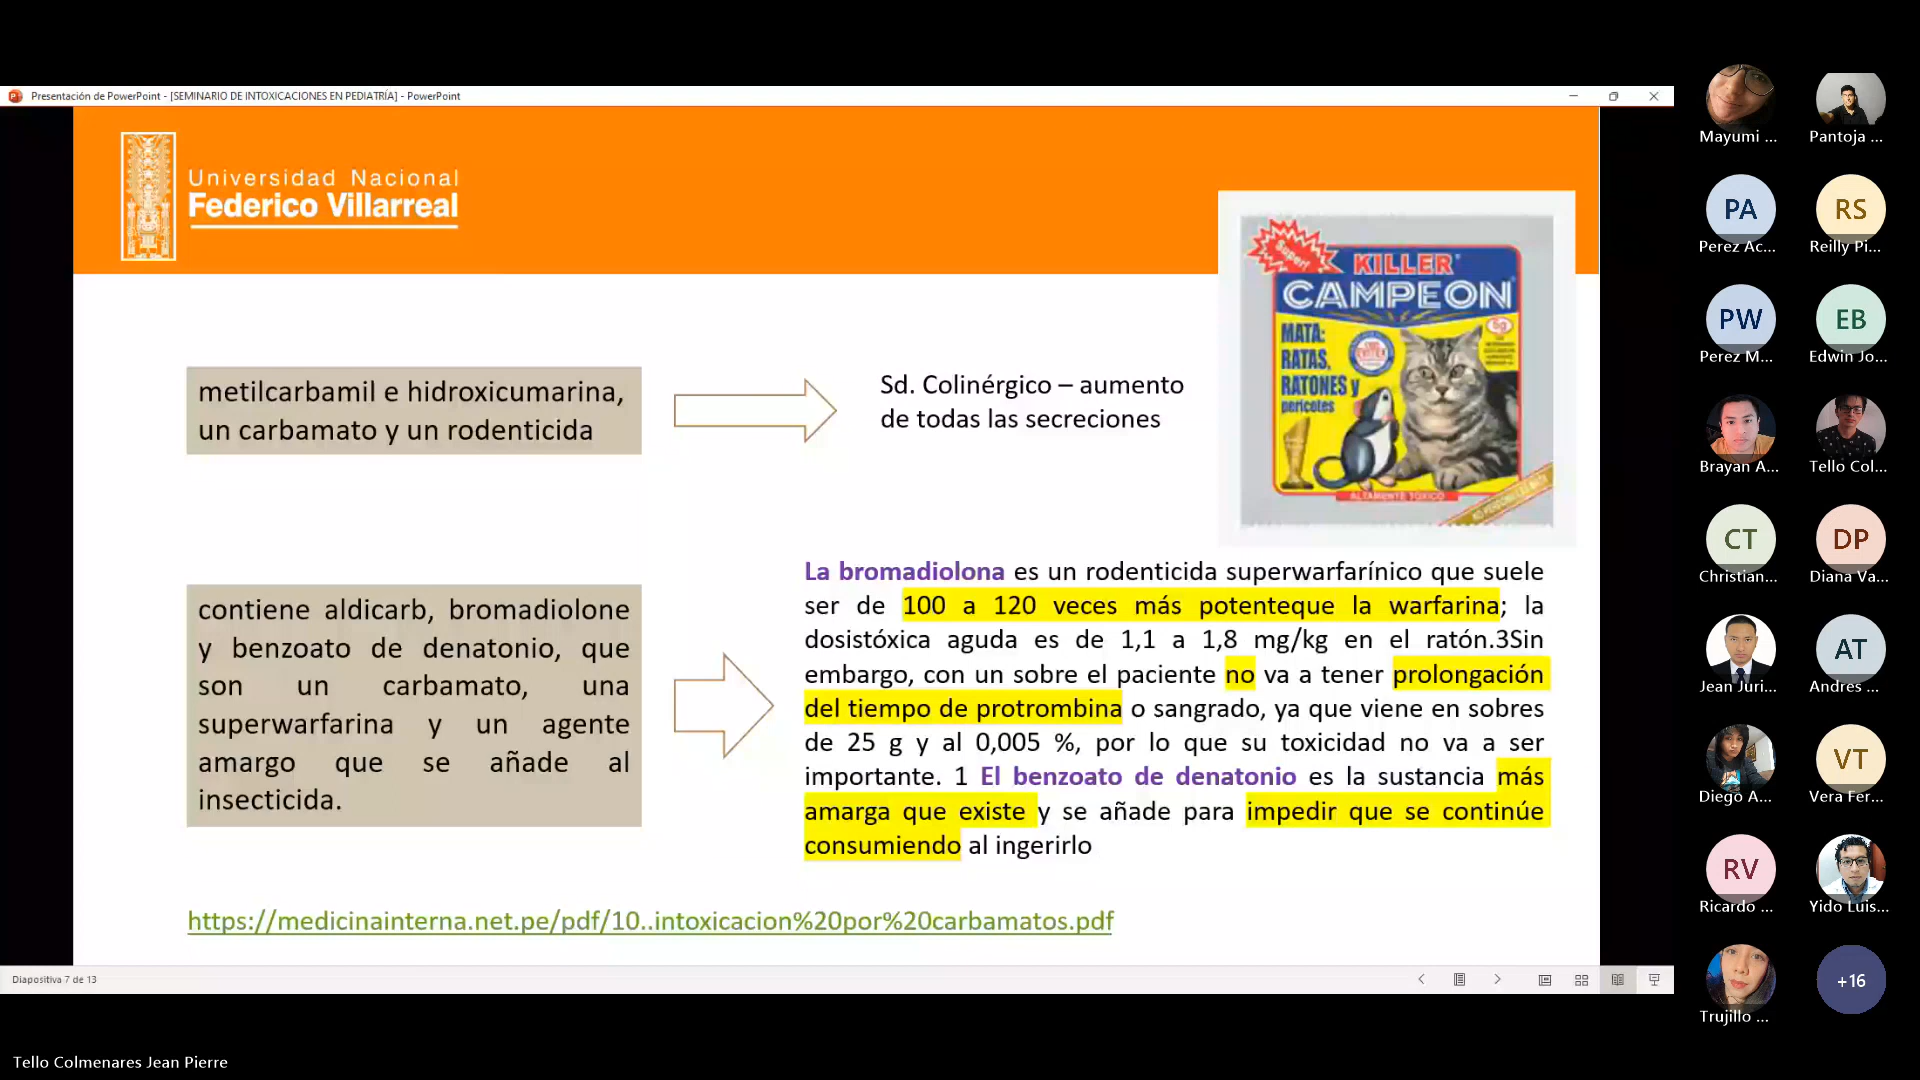 Presentación de PowerPoint - [SEMINARIO DE INTOXICACIONES EN PEDIATRÍA] - PowerPoint
Universidad Nacional
Federico Villarreal
Super!
KILLER
CAMPEON
MATA:
RATAS,
RATONES y
pericotes
ALTAMENTE TOXICO
metilcarbamil e hidroxicumarina,
un carbamato y un rodenticida
Sd. Colinérgico – aumento
de todas las secreciones
contiene aldicarb, bromadiolone
y benzoato de denatonio, que
son un carbamato, una
superwarfarina y un agente
amargo que se añade al
insecticida.
La bromadiolona es un rodenticida superwarfarínico que suele
ser de 100 a 120 veces más potenteque la warfarina; la
dosistóxica aguda es de 1,1 a 1,8 mg/kg en el ratón.3Sin
embargo, con un sobre el paciente no va a tener prolongación
del tiempo de protrombina o sangrado, ya que viene en sobres
de 25 g y al 0,005 %, por lo que su toxicidad no va a ser
importante. 1 El benzoato de denatonio es la sustancia más
amarga que existe y se añade para impedir que se continúe
consumiendo al ingerirlo
https://medicinainterna.net.pe/pdf/10..intoxicacion%20por%20carbamatos.pdf
Diapositiva 7 de 13
Mayumi ...
Pantoja ...
PA
Perez Ac...
RS
Reilly Pi...
PW
Perez M...
EB
Edwin Jo...
Brayan A...
Tello Col...
CT
Christian...
DP
Diana Va...
Jean Juri...
AT
Andres ...
Diego A...
VT
Vera Fer...
RV
Ricardo ...
Yido Luis...
Trujillo ...
+16
Tello Colmenares Jean Pierre